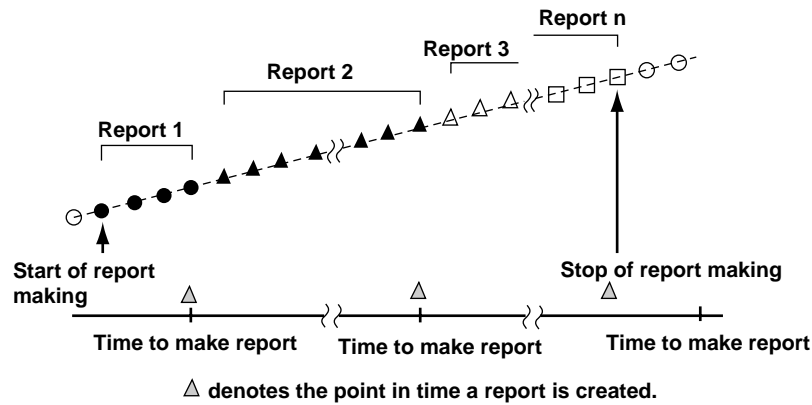 Report n
Report 3
Report 2
Report 1
Start of report
making
Stop of report making
Time to make report
Time to make report
Time to make report
denotes the point in time a report is created.